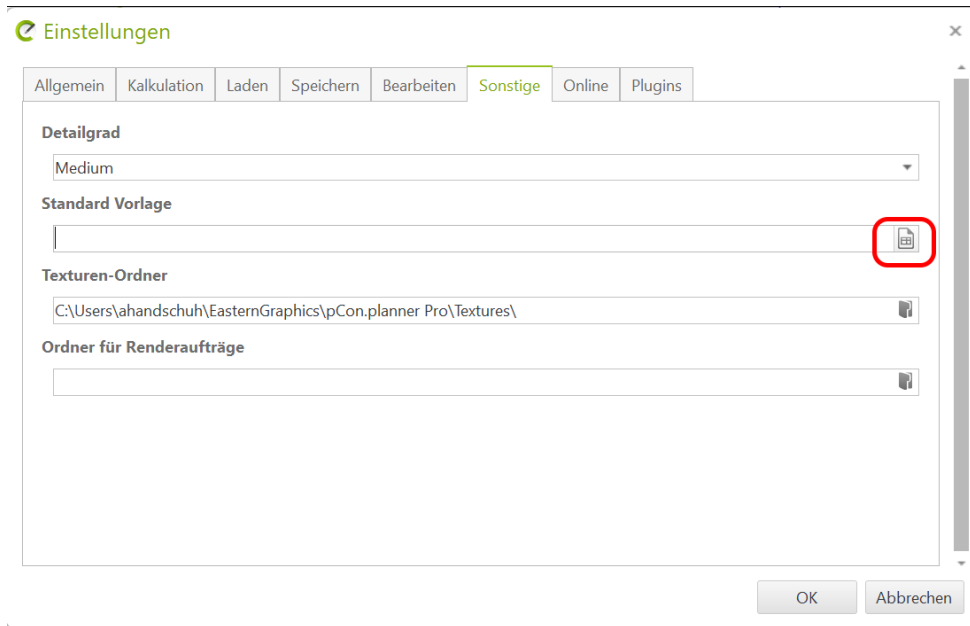 Einstellungen
Allgemein Kalkulation Laden Speichern Bearbeiten Sonstige Online Plugins
Detailgrad
Medium
Standard Vorlage
Texturen-Ordner
C:\Users\ahandschuh\EasternGraphics\pCon.planner Pro\Textures\
Ordner für Renderaufträge
OK Abbrechen